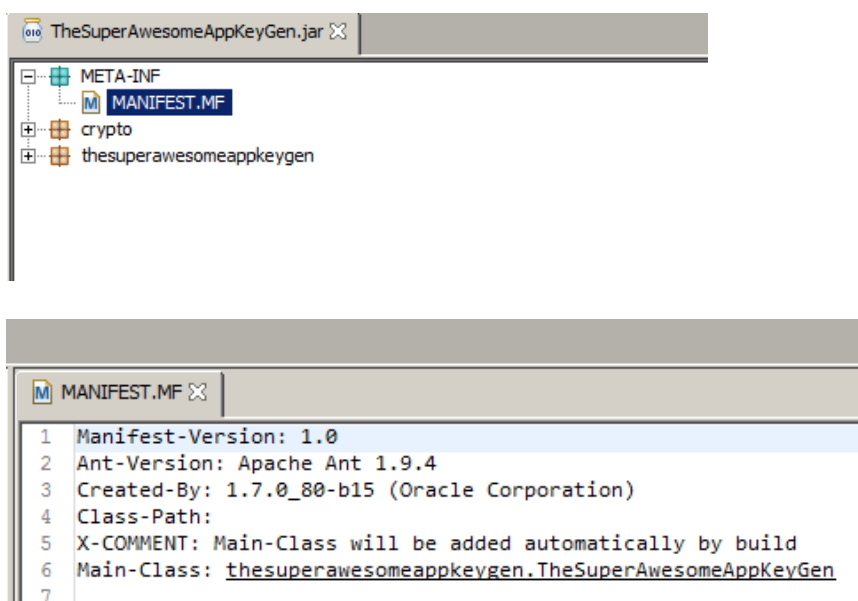 TheSuperAwesomeAppKeyGen.jar
META-INF
MANIFEST.MF
crypto
thesuperawesomeappkeygen
MANIFEST.MF
1 Manifest-Version: 1.0
2 Ant-Version: Apache Ant 1.9.4
3 Created-By: 1.7.0_80-b15 (Oracle Corporation)
4 Class-Path:
5 X-COMMENT: Main-Class will be added automatically by build
6 Main-Class: thesuperawesomeappkeygen.TheSuperAwesomeAppKeyGen
7